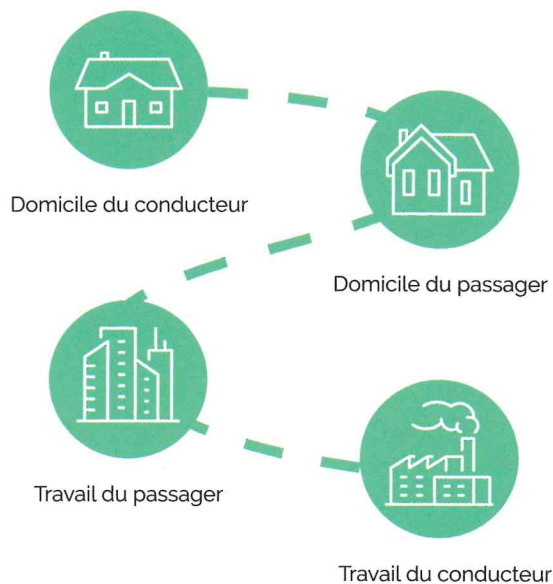 Domicile du conducteur
Domicile du passager
Travail du passager
Travail du conducteur